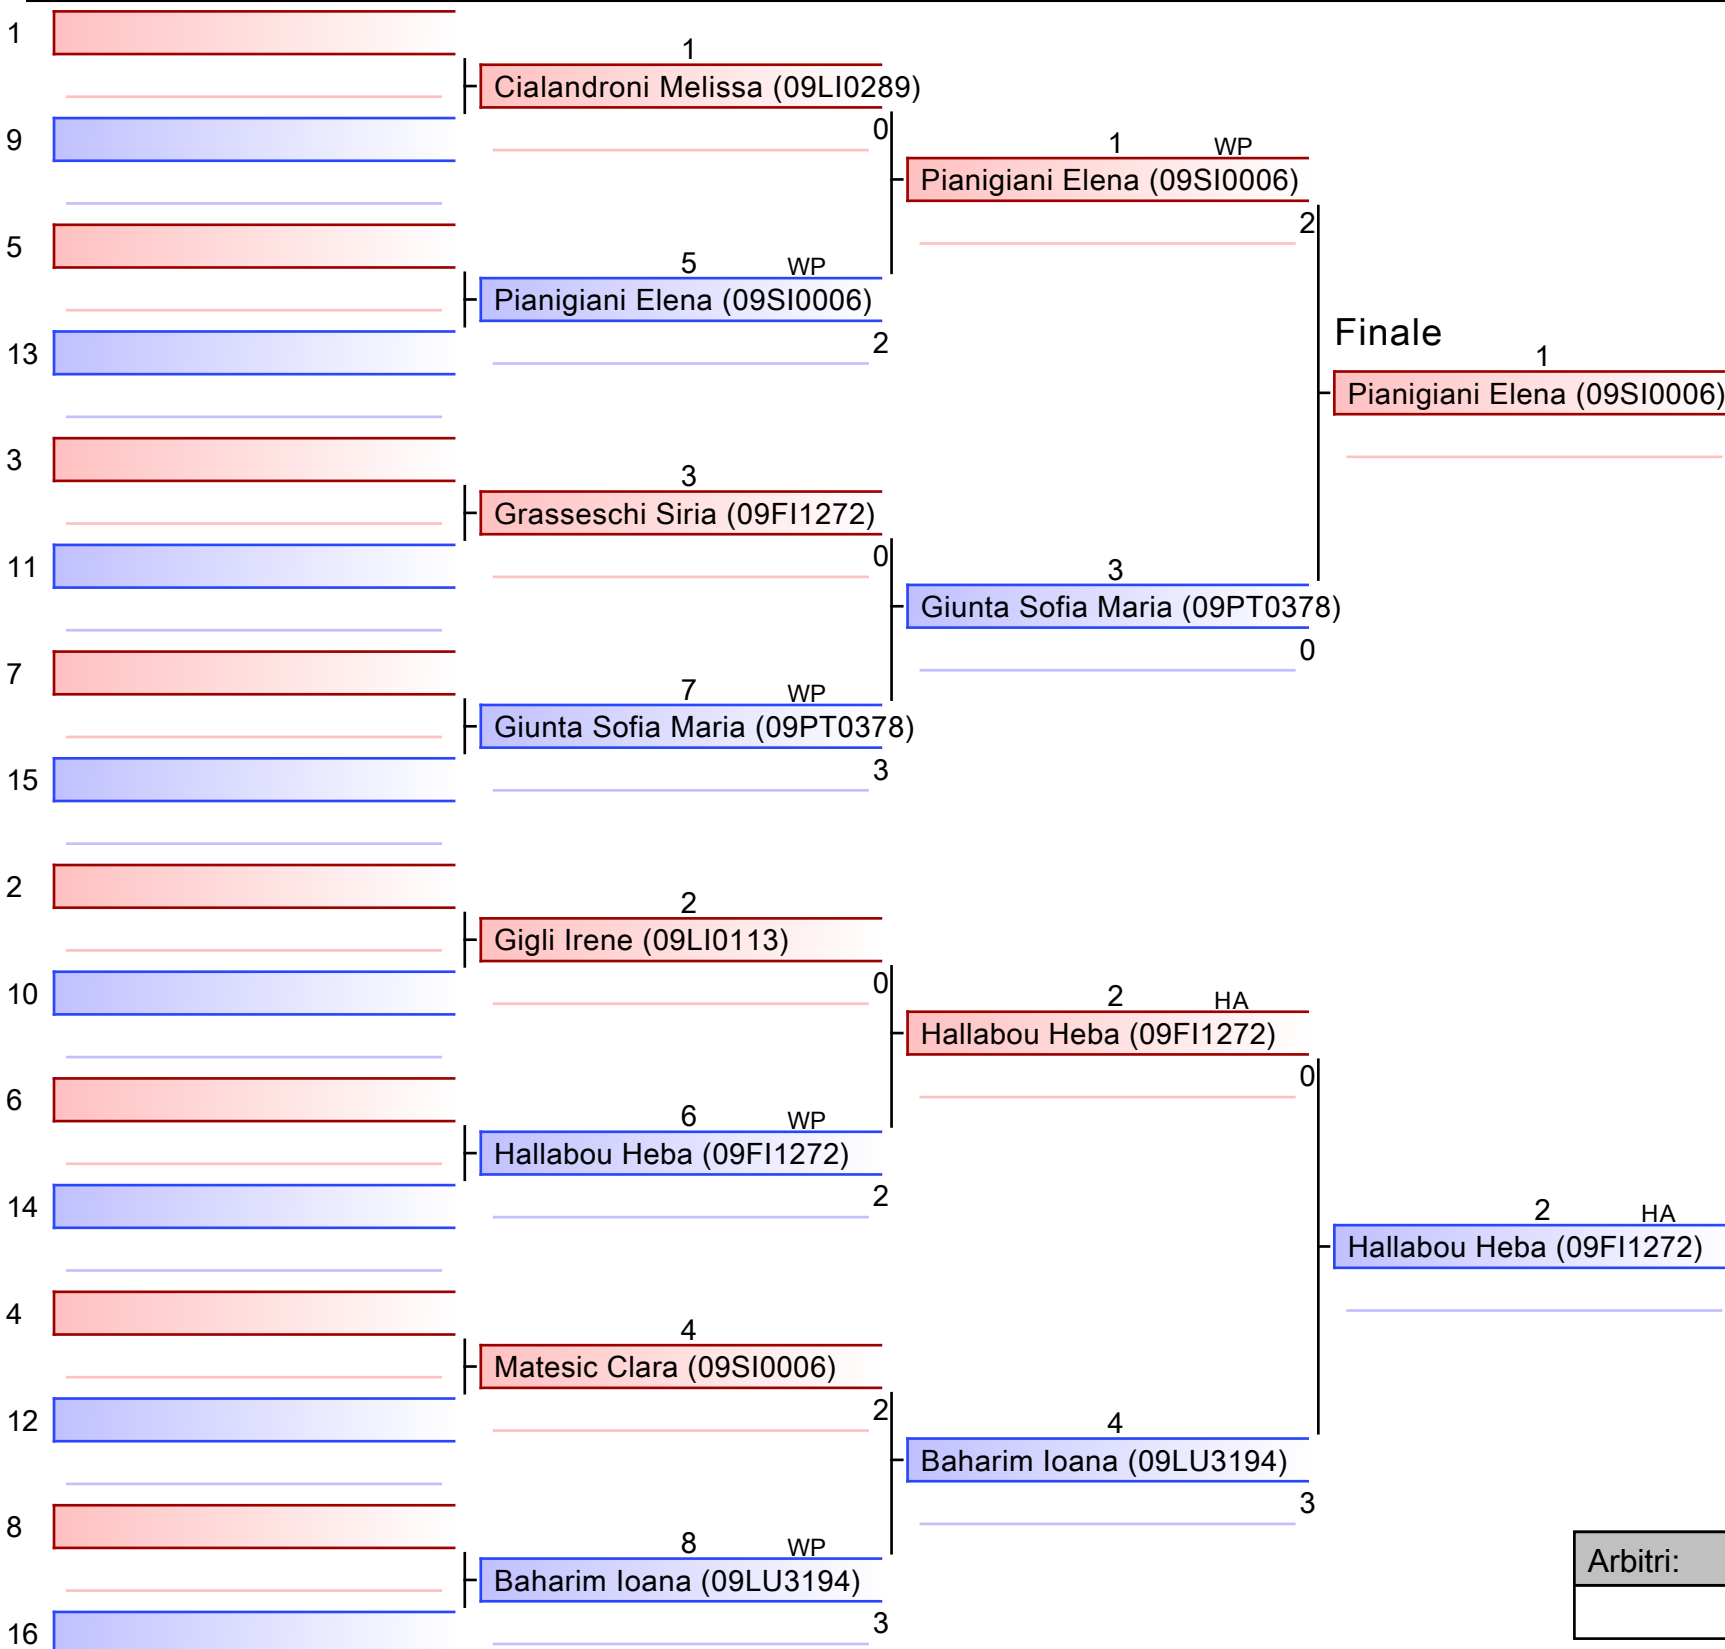 1
1
Cialandroni Melissa (09LI0289)
0
9
1 WP
Pianigiani Elena (09SI0006)
2
5
5 WP
Pianigiani Elena (09SI0006)
2
13
Finale
1
Pianigiani Elena (09SI0006)
3
3
Grasseschi Siria (09FI1272)
0
11
3
Giunta Sofia Maria (09PT0378)
0
7
7 WP
Giunta Sofia Maria (09PT0378)
3
15
2
2
Gigli Irene (09LI0113)
0
10
2 HA
Hallabou Heba (09FI1272)
0
6
6 WP
Hallabou Heba (09FI1272)
2
14
2 HA
Hallabou Heba (09FI1272)
4
4
Matesic Clara (09SI0006)
2
12
4
Baharim Ioana (09LU3194)
3
8
8 WP
Baharim Ioana (09LU3194)
3
16
Arbitri: